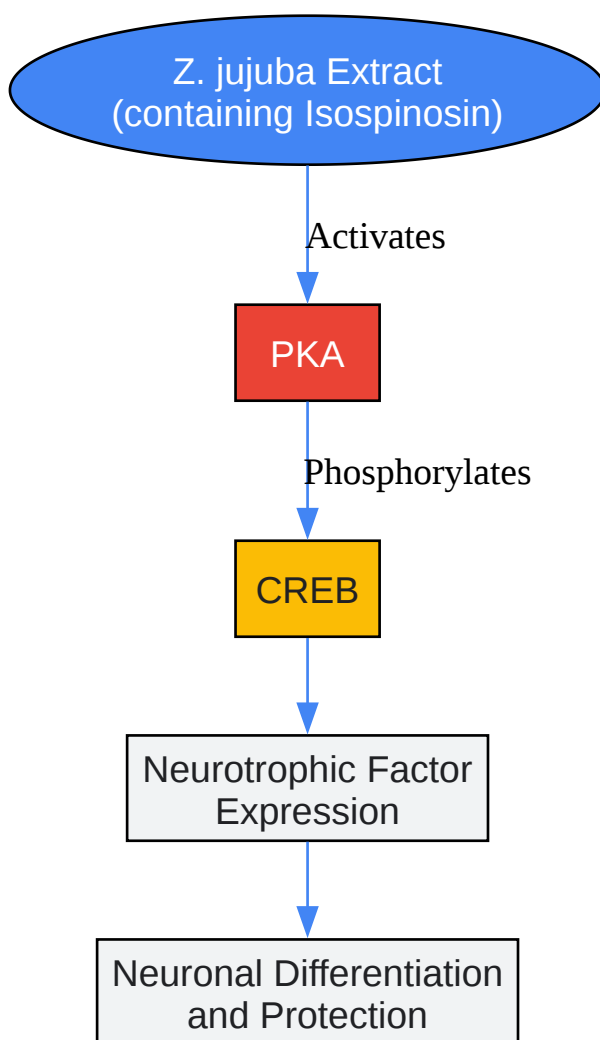 Z. jujuba Extract
(containing Isospinosin)
Activates
PKA
Phosphorylates
CREB
Neurotrophic Factor
Expression
Neuronal Differentiation
and Protection